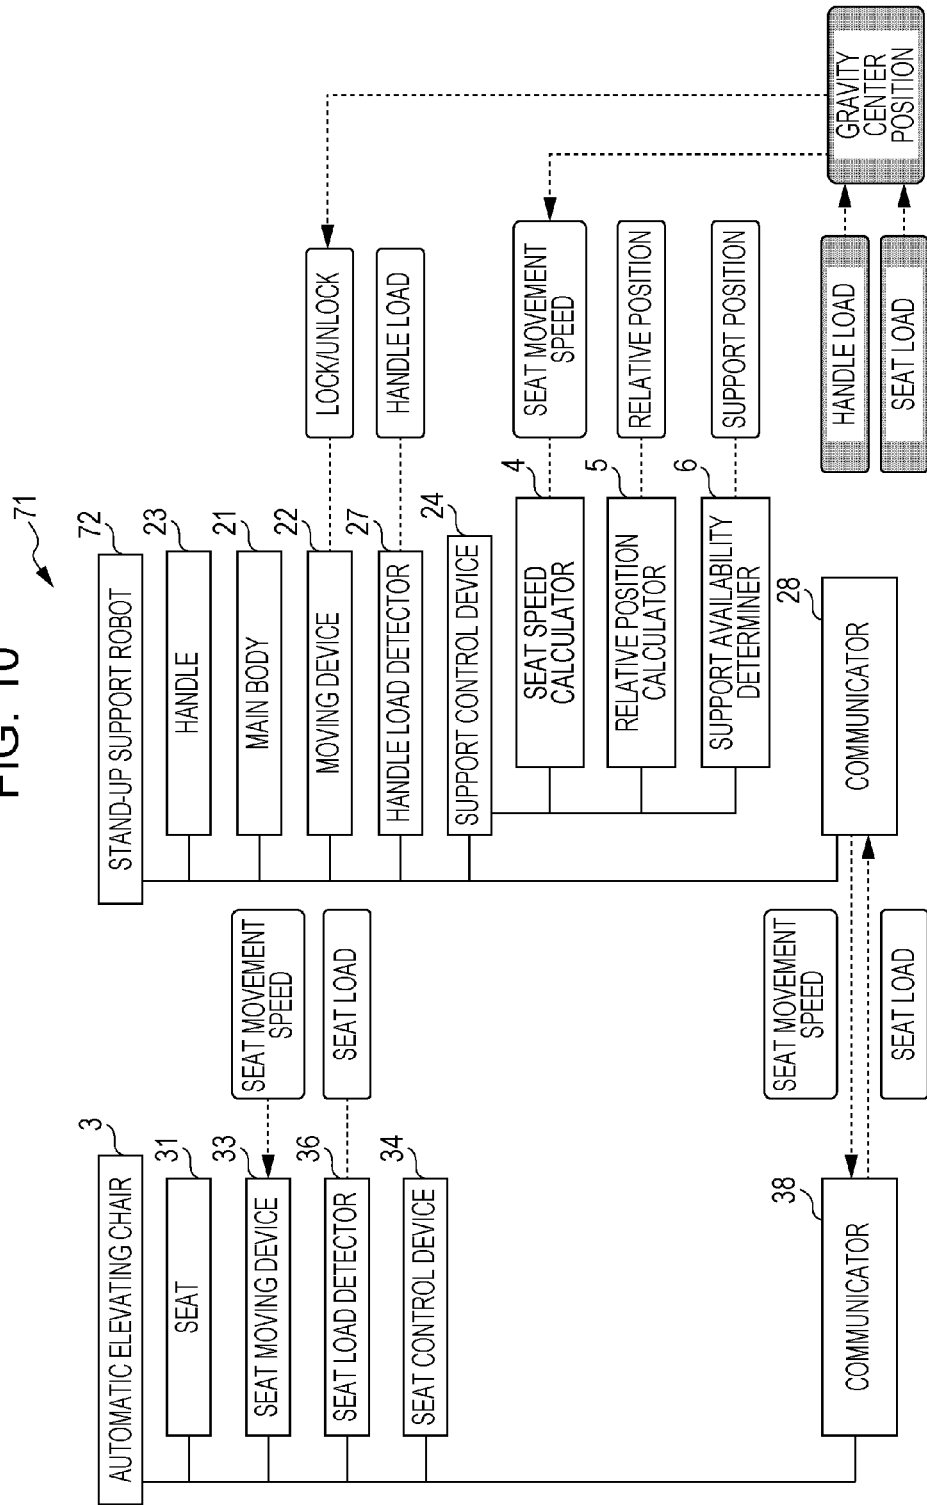 FIG.
71
AUTOMATIC ELEVATING CHAIR
3
SEAT
31
SEAT MOVING DEVICE
33
SEAT LOAD DETECTOR
36
SEAT CONTROL DEVICE
34
COMMUNICATOR
38
SEAT MOVEMENT
SPEED
SEAT LOAD
SEAT MOVEMENT
SPEED
SEAT LOAD
STAND-UP SUPPORT ROBOT
72
HANDLE
23
MAIN BODY
21
MOVING DEVICE
22
HANDLE LOAD DETECTOR
27
SUPPORT CONTROL DEVICE
24
SEAT SPEED
CALCULATOR
4
RELATIVE POSITION
CALCULATOR
5
SUPPORT AVAILABILITY
DETERMINER
6
COMMUNICATOR
28
LOCK/UNLOCK
HANDLE LOAD
SEAT MOVEMENT
SPEED
RELATIVE POSITION
SUPPORT POSITION
HANDLE LOAD
SEAT LOAD
GRAVITY
CENTER
POSITION